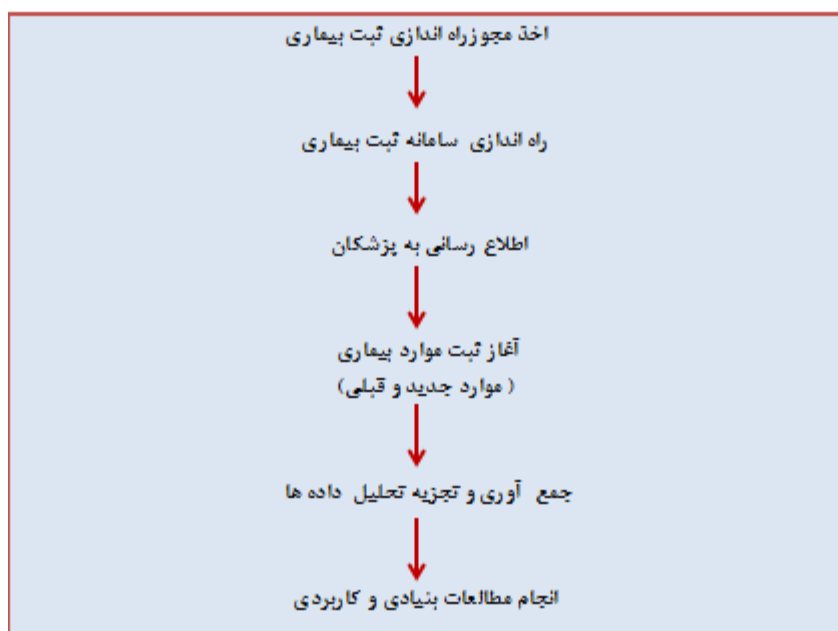 اخذ مجوزراه اندازی ثبت بیماری
راه اندازی سامانه ثبت بیماری
اطلاع رسانی به پزشکان
آغاز ثبت موارد بیماری
( موارد جدید و قبلی)
جمع آوری و تجزیه تحلیل داده ها
انجام مطالعات بنیادی و کاربردی